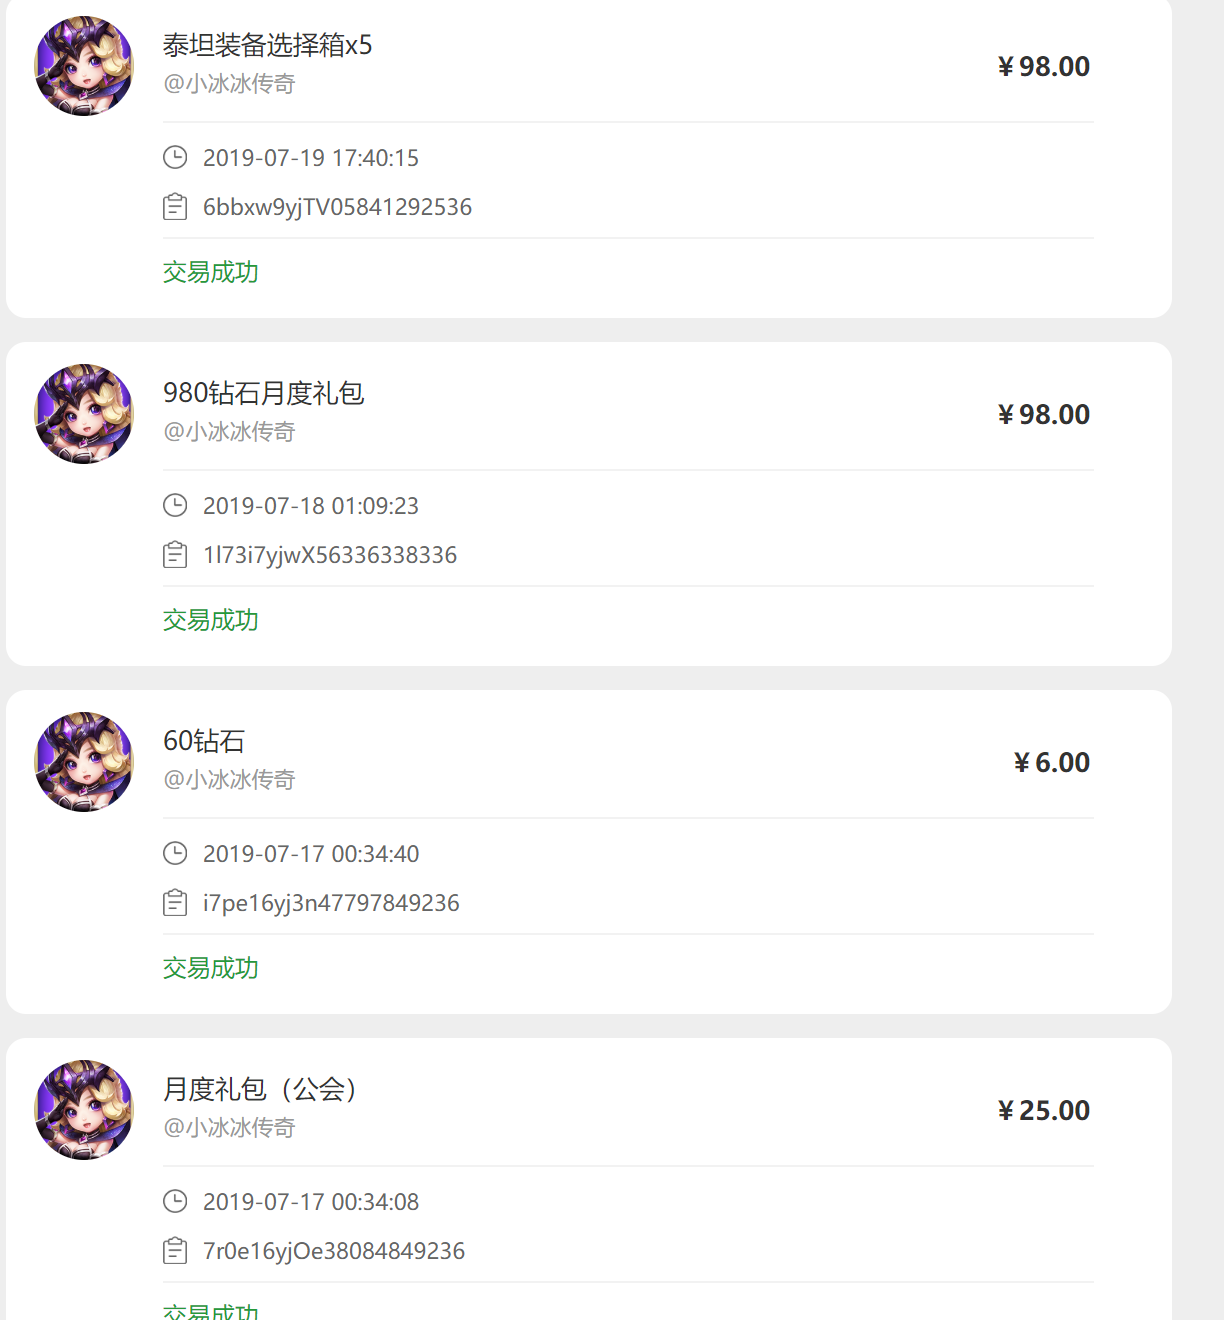 泰坦装备选择箱x5
@小冰冰传奇
¥ 98.00
2019-07-19 17:40:15
6bbxw9yjTV05841292536
交易成功
980钻石月度礼包
@小冰冰传奇
¥ 98.00
2019-07-18 01:09:23
1l73i7yjwX56336338336
交易成功
60钻石
@小冰冰传奇
¥ 6.00
2019-07-17 00:34:40
i7pe16yj3n47797849236
交易成功
月度礼包（公会）
@小冰冰传奇
¥ 25.00
2019-07-17 00:34:08
7r0e16yjOe38084849236
交易成功